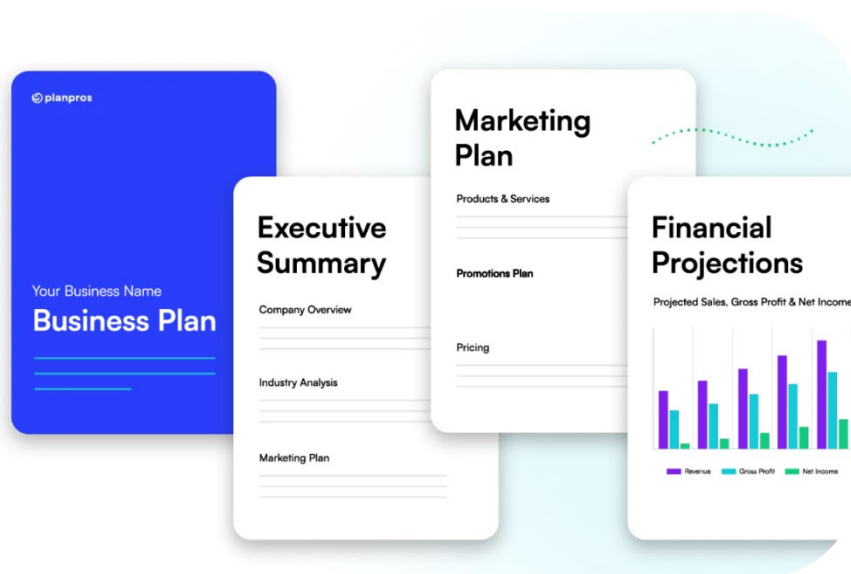 planpros
Your Business Name
Business Plan
Executive
Summary
Company Overview
Industry Analysis
Marketing Plan
Marketing
Plan
Products & Services
Promotions Plan
Pricing
Financial
Projections
Projected Sales, Gross Profit & Net Income
Revenue
Gross Profit
Net Income